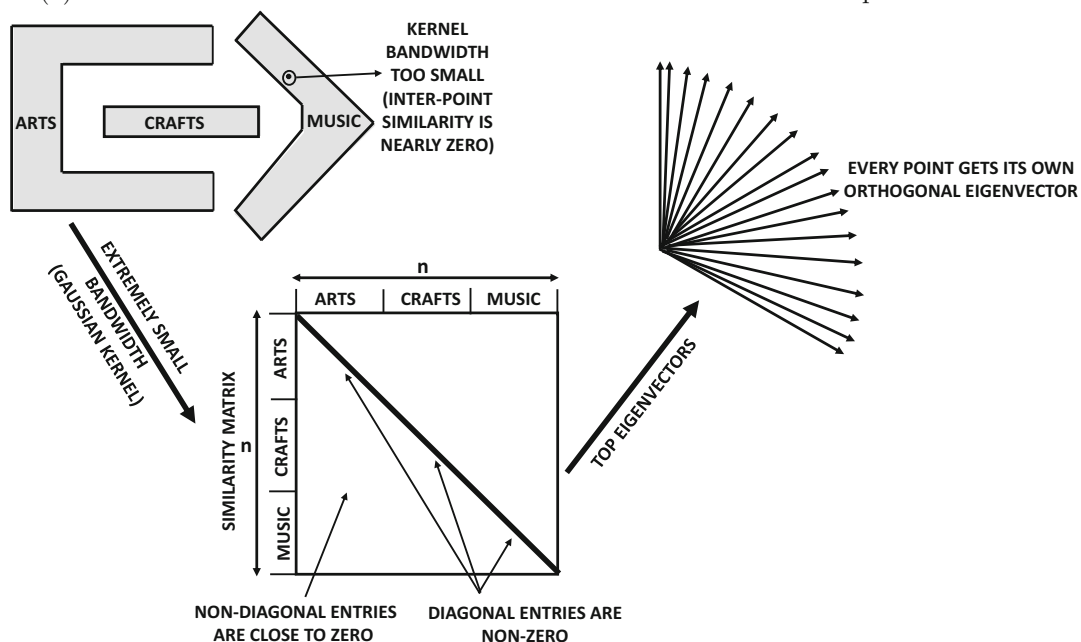 KERNEL
BANDWIDTH
TOO SMALL
(INTER-POINT
SIMILARITY IS
NEARLY ZERO)
ARTS
CRAFTS
MUSIC
EVERY POINT GETS ITS OWN
ORTHOGONAL EIGENVECTOR
EXTREMELY SMALL
BANDWIDTH
(GAUSSIAN KERNEL)
n
ARTS
CRAFTS
MUSIC
SIMILARITY MATRIX
n
ARTS
CRAFTS
MUSIC
TOP EIGENVECTORS
NON-DIAGONAL ENTRIES
ARE CLOSE TO ZERO
DIAGONAL ENTRIES ARE
NON-ZERO